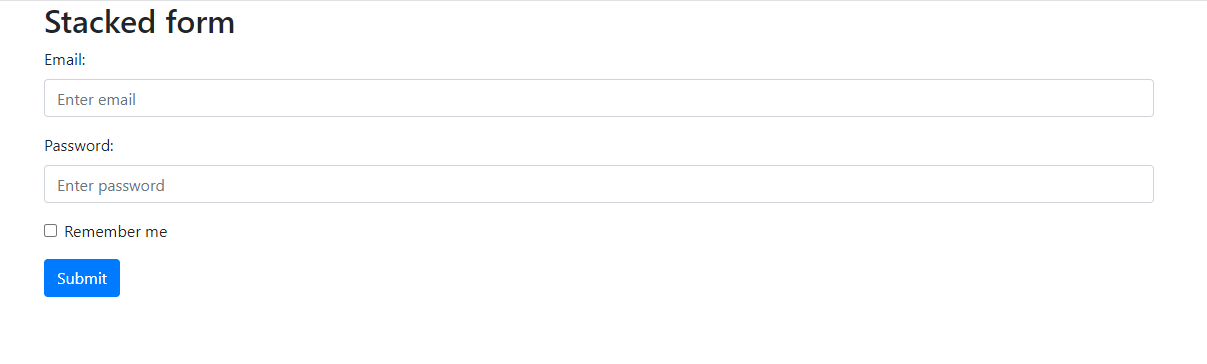 Stacked form
Email:
Enter email
Password:
Enter password
Remember me
Submit